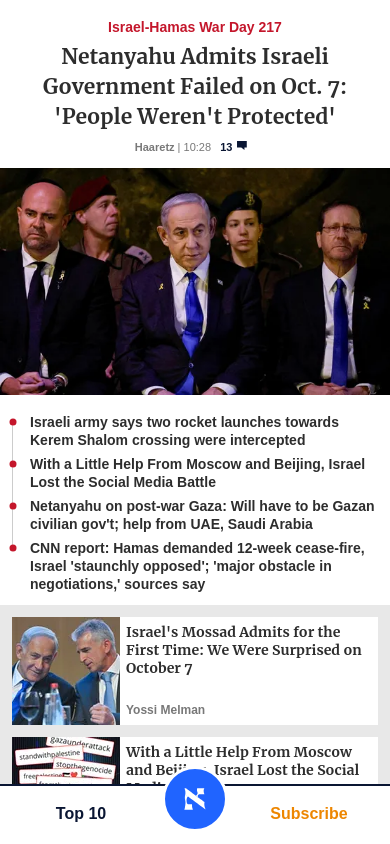 Israel-Hamas War Day 217
Netanyahu Admits Israeli
Government Failed on Oct. 7:
'People Weren't Protected'
Haaretz | 10:28 13
Israeli army says two rocket launches towards
Kerem Shalom crossing were intercepted
With a Little Help From Moscow and Beijing, Israel
Lost the Social Media Battle
Netanyahu on post-war Gaza: Will have to be Gazan
civilian gov't; help from UAE, Saudi Arabia
CNN report: Hamas demanded 12-week cease-fire,
Israel 'staunchly opposed'; 'major obstacle in
negotiations,' sources say
Israel's Mossad Admits for the
First Time: We Were Surprised on
October 7
Yossi Melman
gazaunderattack
standwithpalestine
stopthegenocide
With a Little Help From Moscow
and Israel Lost the Social
Top 10
Subscribe